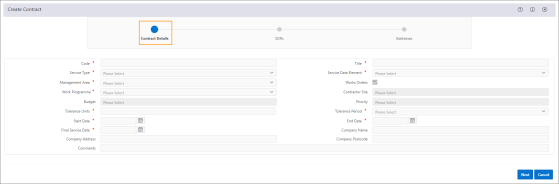 Create Contract
Contract Details
SORs
Addresses
Code *
Title *
Service Type * Please Select
Service Date Element * Please Select
Management Area * Please Select
Works Orders
Work Programme * Please Select
Contractor Site Please Select
Budget Please Select
Priority Please Select
Tolerance Units *
Tolerance Period * Please Select
Start Date *
End Date *
First Service Date *
Company Name
Company Address
Company Postcode
Comments
Next Cancel